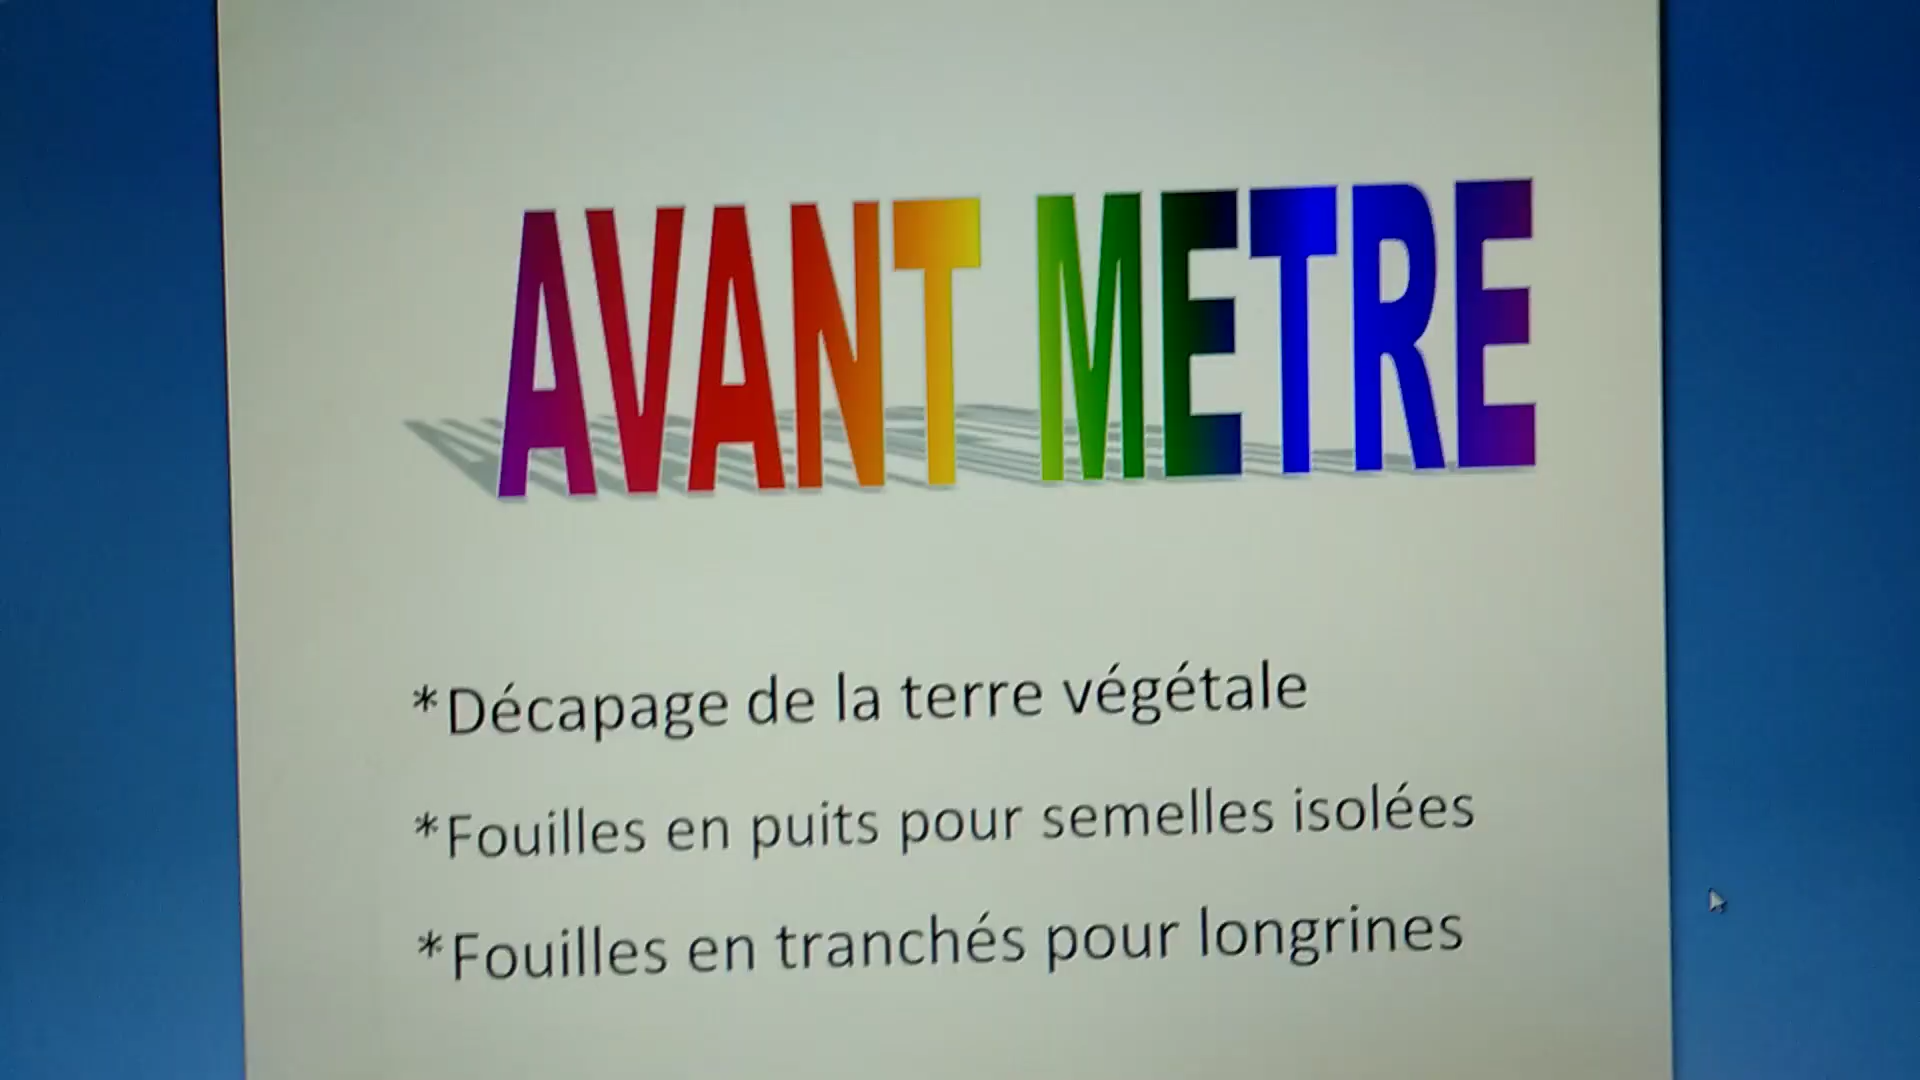 AVANT METRE
*Décapage de la terre végétale
*Fouilles en puits pour semelles isolées
*Fouilles en tranchés pour longrines